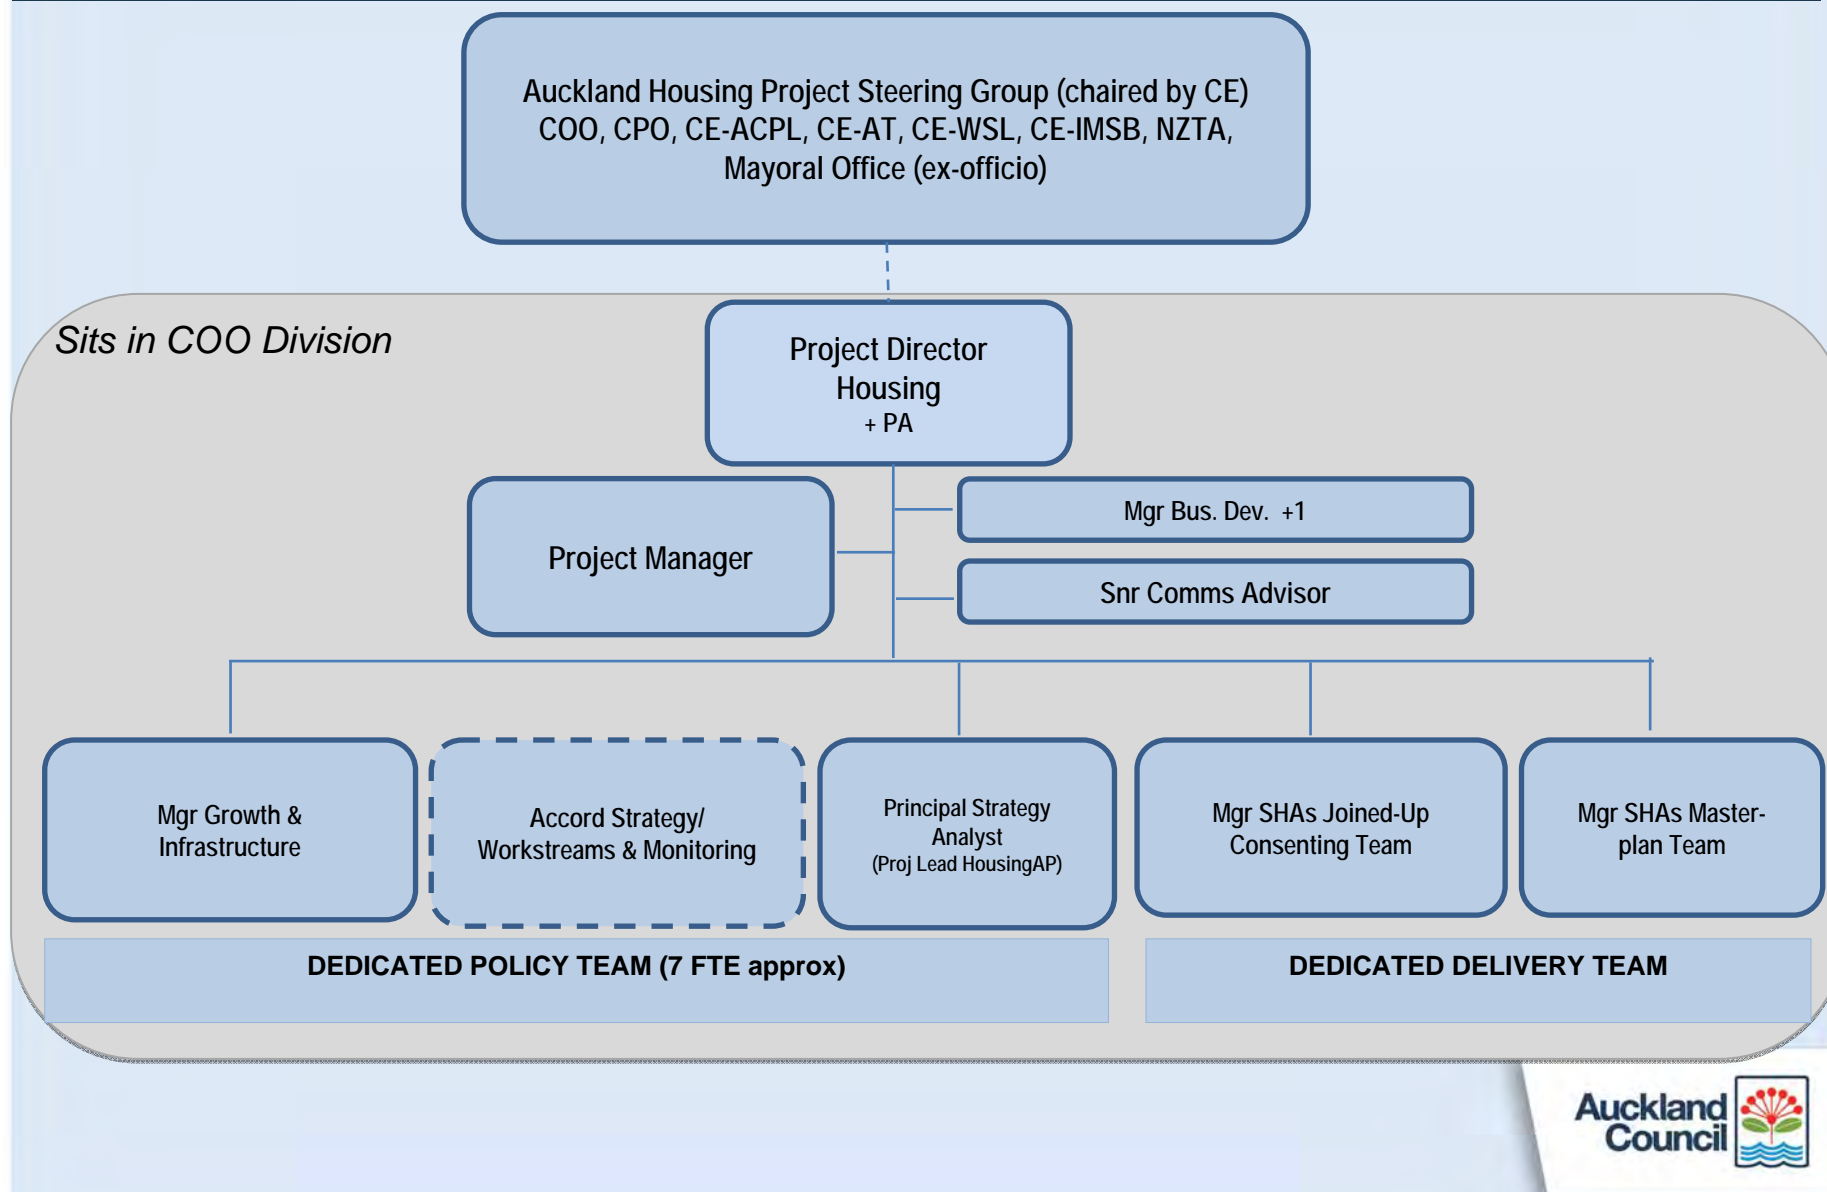 Auckland Housing Project Steering Group (chaired by CE)
COO, CPO, CE-ACPL, CE-AT, CE-WSL, CE-IMSB, NZTA,
Mayoral Office (ex-officio)
Sits in COO Division
Project Director
Housing
+ PA
Project Manager
Mgr Bus. Dev. +1
Snr Comms Advisor
Mgr Growth &
Infrastructure
Accord Strategy/
Workstreams & Monitoring
Principal Strategy
Analyst
(Proj Lead HousingAP)
Mgr SHAs Joined-Up
Consenting Team
Mgr SHAs Master-
plan Team
DEDICATED POLICY TEAM (7 FTE approx)
DEDICATED DELIVERY TEAM
Auckland
Council